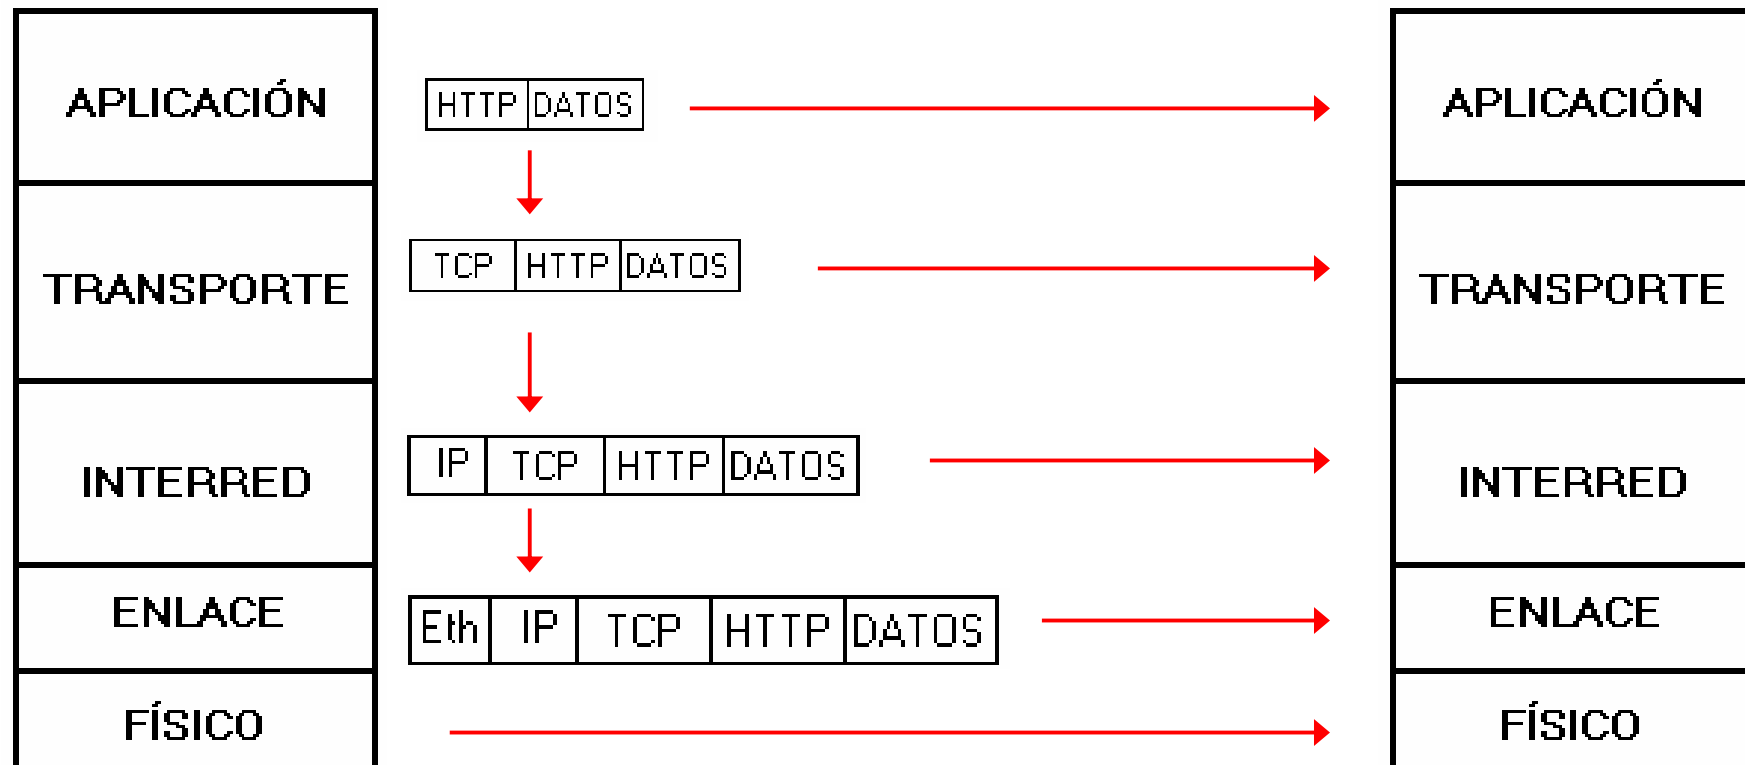 APLICACIÓN HTTP DATOS APLICACIÓN
TRANSPORTE TCP HTTP DATOS TRANSPORTE
INTERRED IP TCP HTTP DATOS INTERRED
ENLACE Eth IP TCP HTTP DATOS ENLACE
FÍSICO FÍSICO